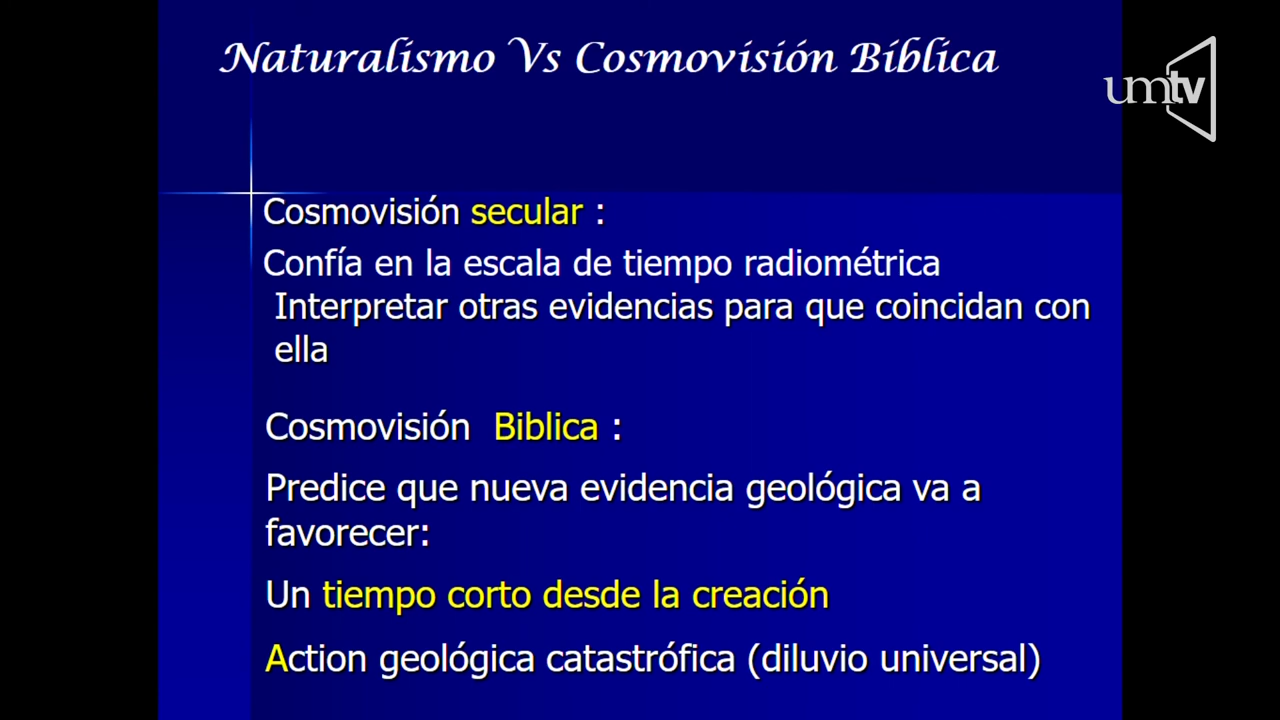 Naturalismo Vs Cosmovisión Bíblica
umtv
Cosmovisión secular :
Confía en la escala de tiempo radiométrica
Interpretar otras evidencias para que coincidan con
ella
Cosmovisión Biblica :
Predice que nueva evidencia geológica va a
favorecer:
Un tiempo corto desde la creación
Action geológica catastrófica (diluvio universal)